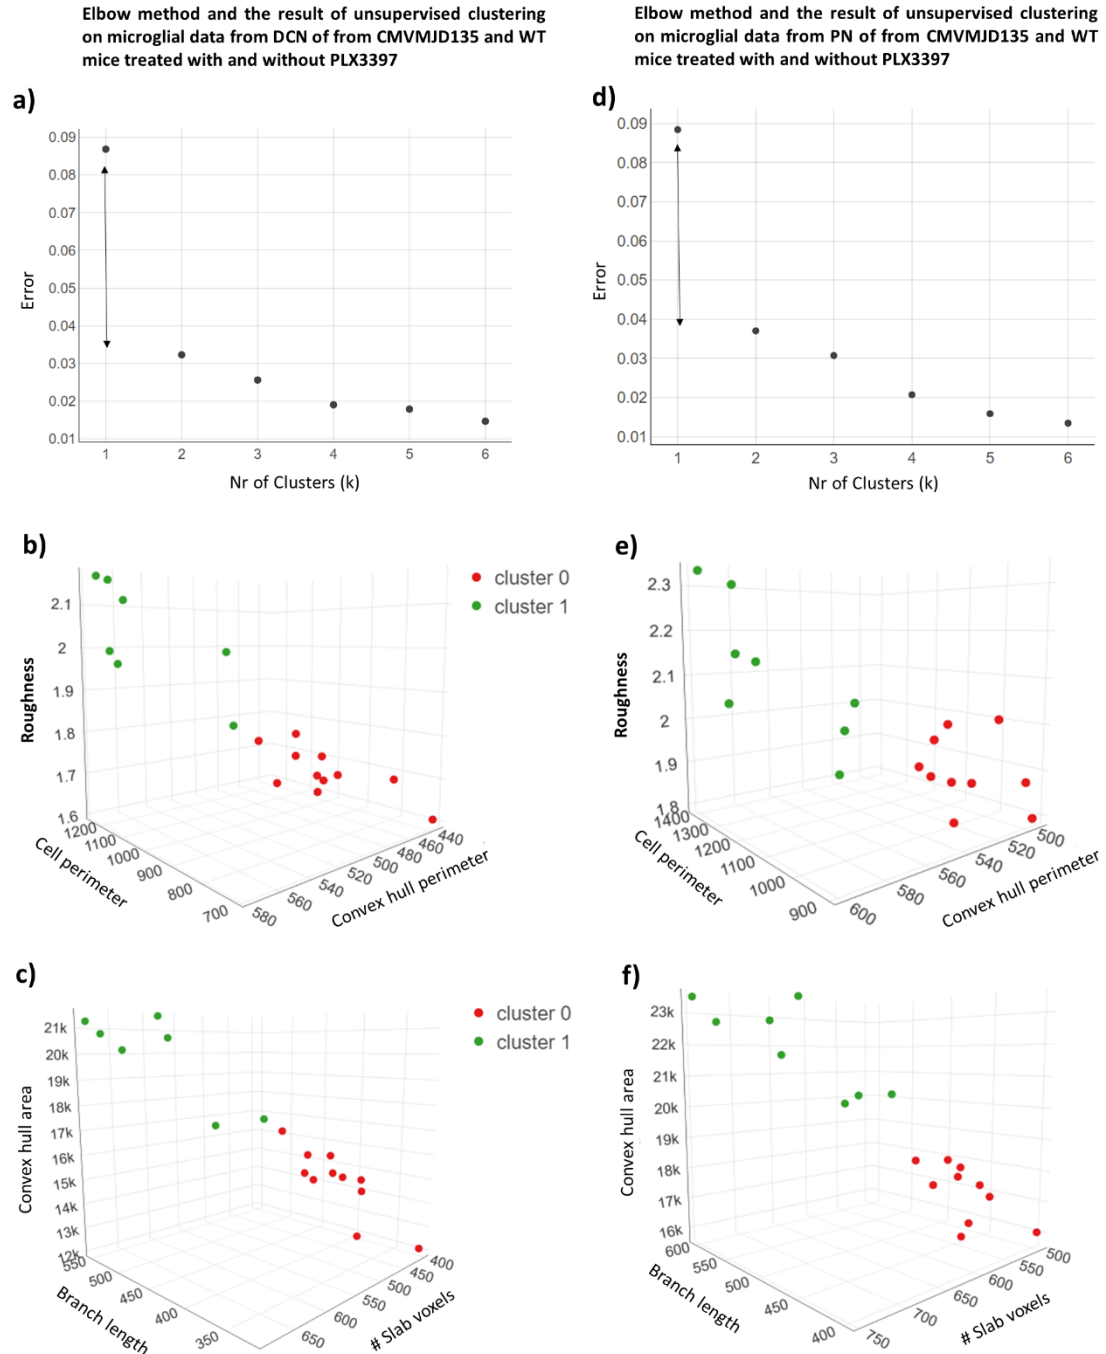 Elbow method and the result of unsupervised clustering
on microglial data from DCN of from CMVMJD135 and WT
mice treated with and without PLX3397
a)
0.09
0.08
0.07
0.06
0.05
0.04
0.03
0.02
0.01
Error
1 2 3 4 5 6
Nr of Clusters (k)
Elbow method and the result of unsupervised clustering
on microglial data from PN of from CMVMJD135 and WT
mice treated with and without PLX3397
d)
0.09
0.08
0.07
0.06
0.05
0.04
0.03
0.02
0.01
Error
1 2 3 4 5 6
Nr of Clusters (k)
b)
cluster 0
cluster 1
2.1
2
1.9
1.8
1.7
1.6
Roughness
1200
1100
1000
900
800
700
Cell perimeter
580
560
540
520
500
480
460
440
Convex hull perimeter
e)
2.3
2.2
2.1
2
1.9
1.8
Roughness
1400
1300
1200
1100
1000
900
Cell perimeter
600
580
560
540
520
500
Convex hull perimeter
c)
cluster 0
cluster 1
21k
20k
19k
18k
17k
16k
15k
14k
13k
12k
Convex hull area
550
500
450
400
350
Branch length
650
600
550
500
450
400
# Slab voxels
f)
23k
22k
21k
20k
19k
18k
17k
16k
Convex hull area
600
550
500
450
400
Branch length
750
700
650
600
550
500
# Slab voxels